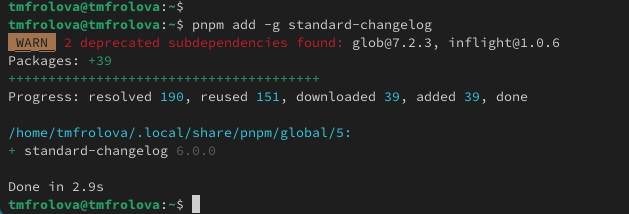 tmfrolova@tmfrolova:~$
tmfrolova@tmfrolova:~$ pnpm add -g standard-changelog
WARN 2 deprecated subdependencies found: glob@7.2.3, inflight@1.0.6
Packages: +39
+++++++++++++++++++++++++++++++++++++++
Progress: resolved 190, reused 151, downloaded 39, added 39, done
/home/tmfrolova/.local/share/pnpm/global/5:
+ standard-changelog 6.0.0
Done in 2.9s
tmfrolova@tmfrolova:~$